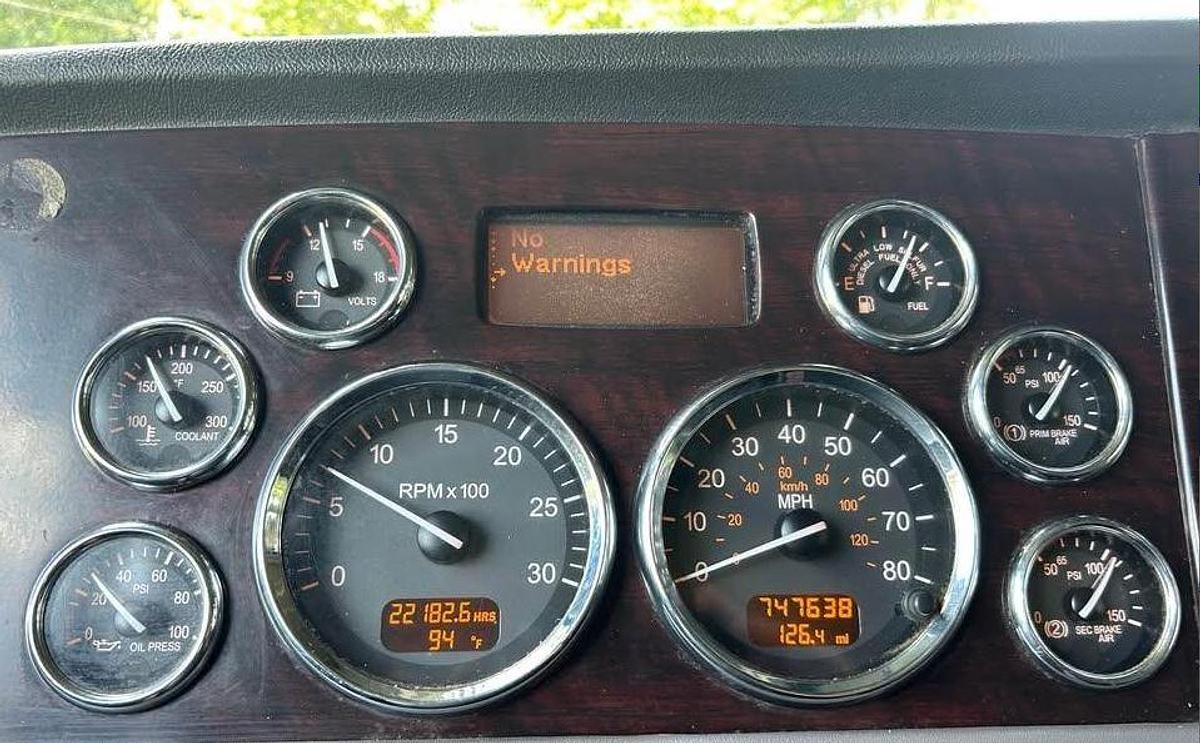 No
Warnings
12 15
9 18
VOLTS
ULTRA LOW SULFUR
DIESEL FUEL ONLY
E F
FUEL
200
150 °F 250
100 300
COOLANT
15
10 20
RPM x 100
5 25
0 30
22182.6 HRS
94 °F
40
30 50
60
20 40 80 60
km/h
MPH 100
10 20 120 70
0 0 80
747638
126.4 mi
65
50 PSI 100
0 150
1 PRIM BRAKE
AIR
40 60
20 PSI 80
0 100
OIL PRESS
65
50 PSI 100
0 150
2 SEC BRAKE
AIR